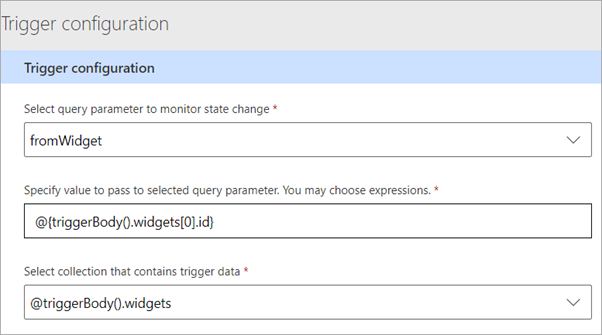 Trigger configuration
Trigger configuration
Select query parameter to monitor state change *
fromWidget
Specify value to pass to selected query parameter. You may choose expressions. *
@{triggerBody().widgets[0].id}
Select collection that contains trigger data *
@triggerBody().widgets